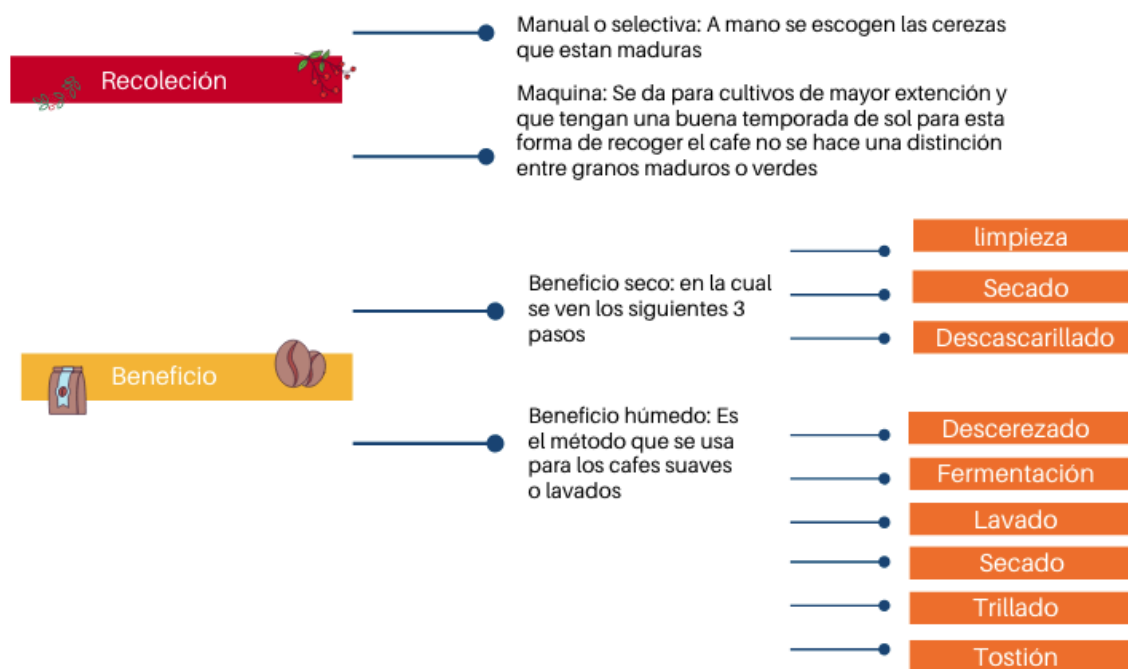 Recoleción
Manual o selectiva: A mano se escogen las cerezas
que estan maduras
Maquina: Se da para cultivos de mayor extención y
que tengan una buena temporada de sol para esta
forma de recoger el cafe no se hace una distinción
entre granos maduros o verdes
Beneficio
Beneficio seco: en la cual
se ven los siguientes 3
pasos
limpieza
Secado
Descascarillado
Beneficio húmedo: Es
el método que se usa
para los cafes suaves
o lavados
Descerezado
Fermentación
Lavado
Secado
Trillado
Tostión